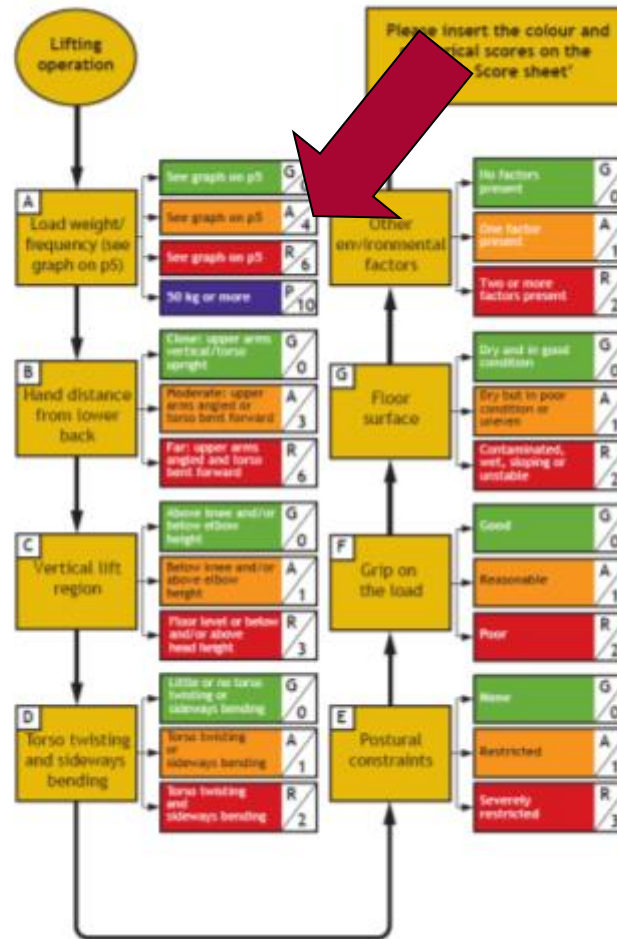 Lifting
operation
Please insert the colour and
scores on the
Score sheet'
A
Load weight/
frequency (see
graph on p5)
See graph on p5
G
See graph on p5
A
4
See graph on p5
R
6
50 kg or more
P
10
B
Hand distance
from lower
back
Close: upper arms
vertical/torso
upright
G
0
Moderate: upper
arms angled or
torso bent forward
A
3
Far: upper arms
angled and torso
bent forward
R
6
C
Vertical lift
region
Above knee and/or
below elbow
height
G
0
Below knee and/or
above elbow
height
A
1
Floor level or below
and/or above
head height
R
3
D
Torso twisting
and sideways
bending
Little or no torso
twisting or
sideways bending
G
0
Torso twisting
or
sideways bending
A
1
Torso twisting
and
sideways bending
R
2
E
Postural
constraints
None
G
0
Restricted
A
1
Severely
restricted
R
3
F
Grip on
the load
Good
G
0
Reasonable
A
1
Poor
R
2
G
Floor
surface
Dry and in good
condition
G
0
Dry but in poor
condition or
uneven
A
1
Contaminated,
wet, sloping or
unstable
R
2
Other
environmental
factors
No factors
present
G
0
One factor
present
A
1
Two or more
factors present
R
2